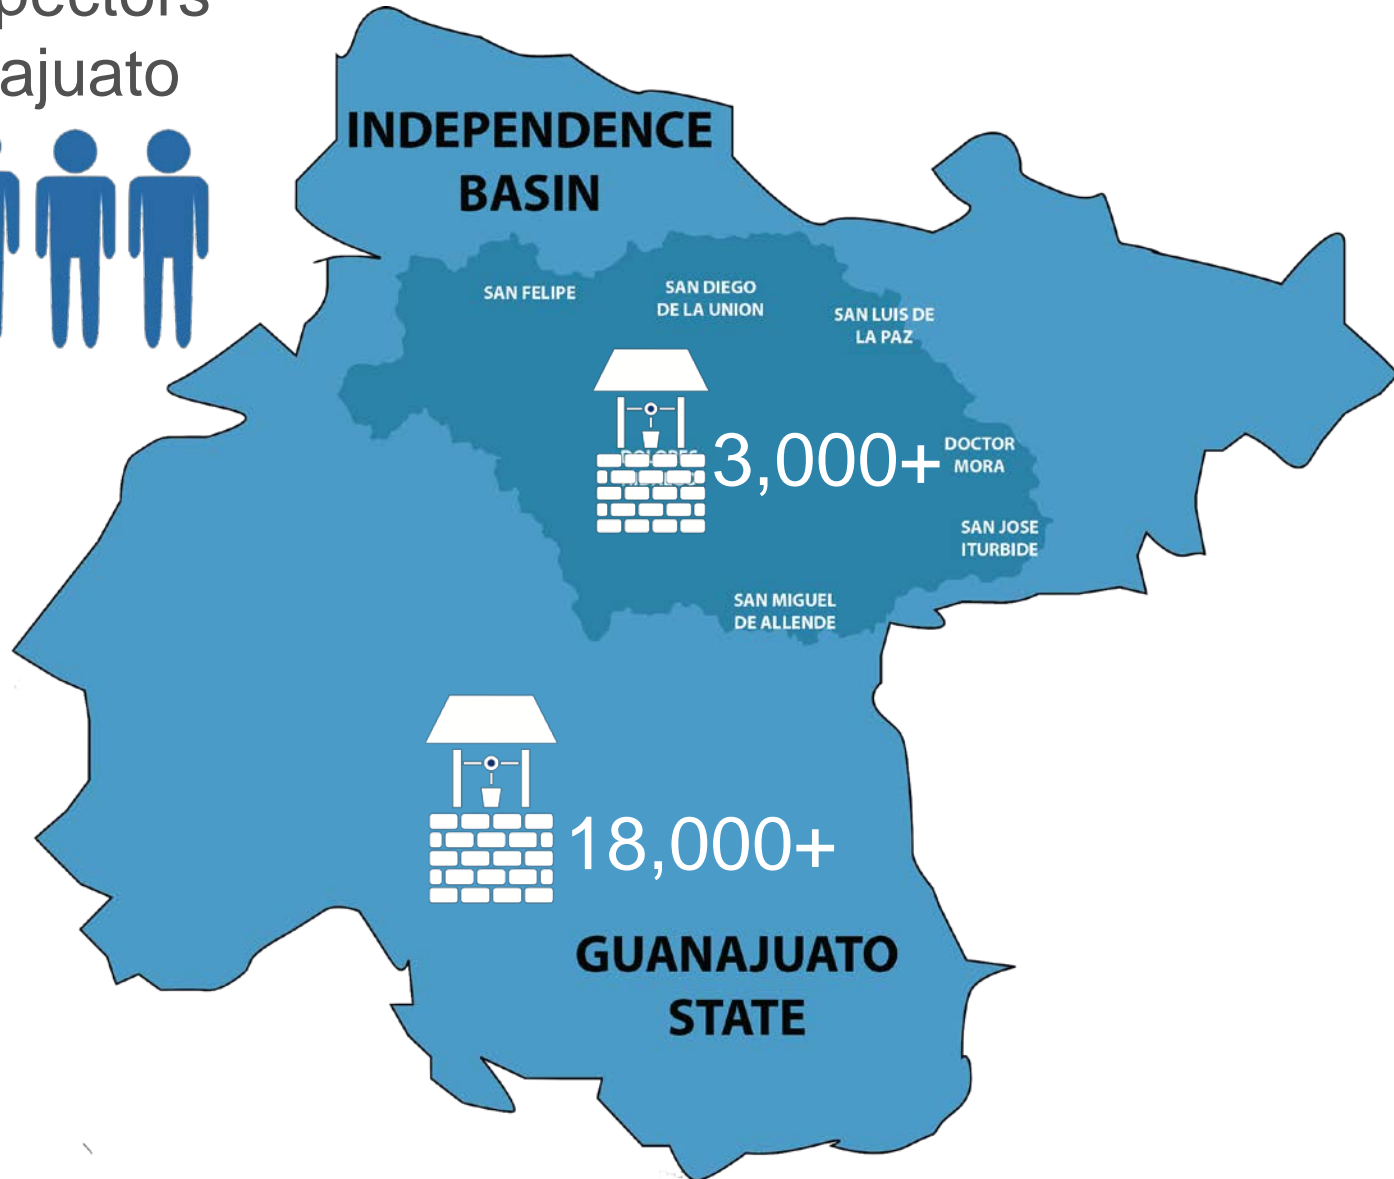 pectors
ajuato
INDEPENDENCE
BASIN
SAN FELIPE
SAN DIEGO
DE LA UNION
SAN LUIS DE
LA PAZ
3,000+
DOCTOR
MORA
SAN JOSE
ITURBIDE
SAN MIGUEL
DE ALLENDE
18,000+
GUANAJUATO
STATE